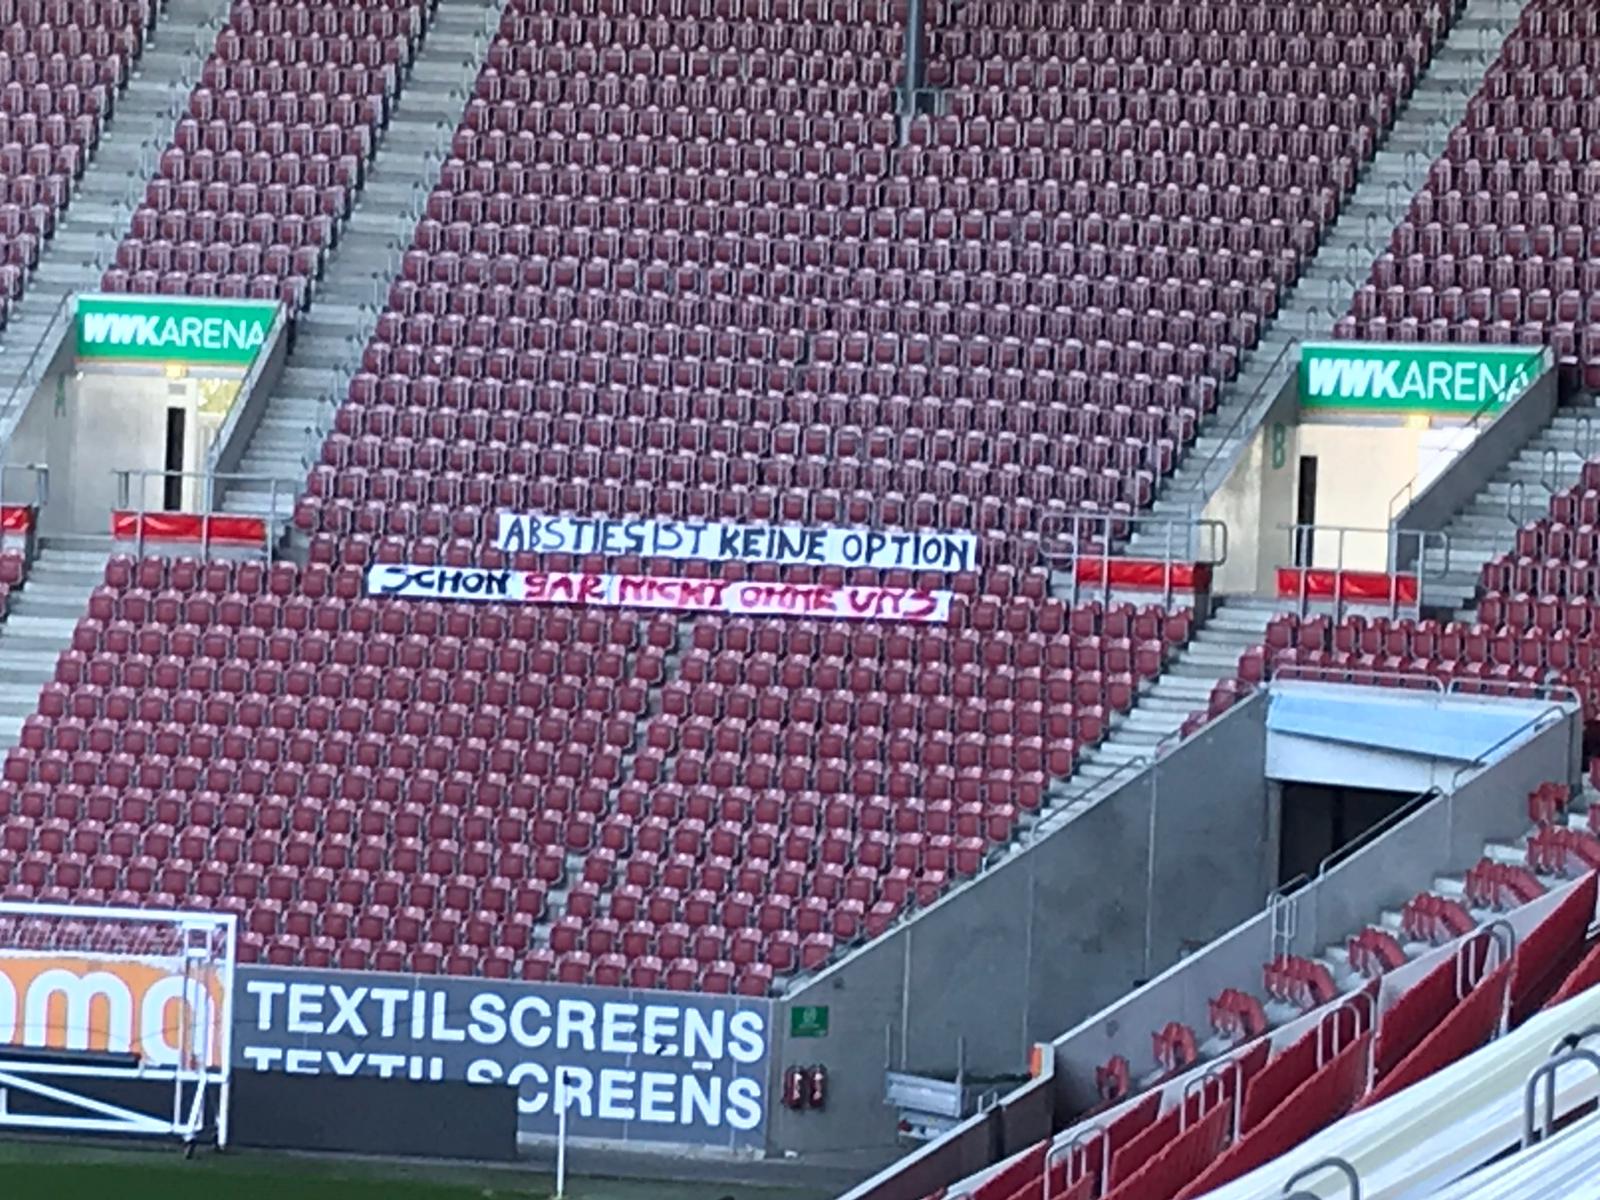 WWKARENA
WWKARENA
B
ABSTIEG IST KEINE OPTION
SCHON GAR NICHT OHNE UNS
TEXTILSCREENS
TEXTILSCREENS